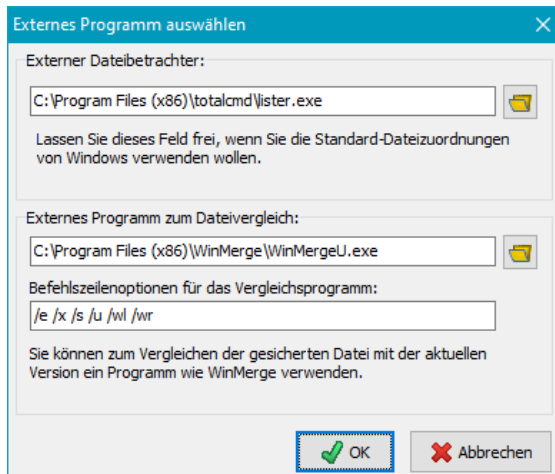 Externes Programm auswählen
Externer Dateibetrachter:
C:\Program Files (x86)\totalcmd\lister.exe
Lassen Sie dieses Feld frei, wenn Sie die Standard-Dateizuordnungen
von Windows verwenden wollen.
Externes Programm zum Dateivergleich:
C:\Program Files (x86)\WinMerge\WinMergeU.exe
Befehlszeilenoptionen für das Vergleichsprogramm:
/e /x /s /u /wl /wr
Sie können zum Vergleichen der gesicherten Datei mit der aktuellen
Version ein Programm wie WinMerge verwenden.
OK Abbrechen